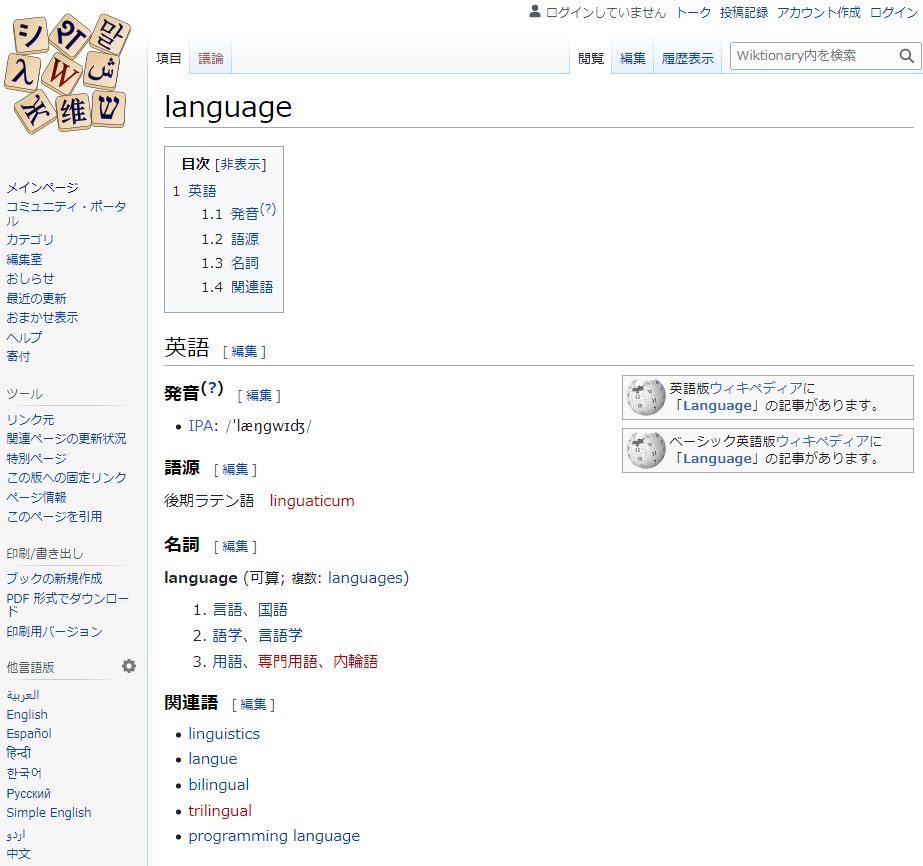 ログインしていません トーク 投稿記録 アカウント作成 ログイン
シ
말
λ
W
ش
維
ש
項目 議論
閲覧 編集 履歴表示
Wiktionary内を検索
language
目次 [非表示]
1 英語
1.1 発音(?)
1.2 語源
1.3 名詞
1.4 関連語
メインページ
コミュニティ・ポータ
ル
カテゴリ
編集室
おしらせ
最近の更新
おまかせ表示
ヘルプ
寄付
ツール
リンク元
関連ページの更新状況
特別ページ
この版への固定リンク
ページ情報
このページを引用
印刷/書き出し
ブックの新規作成
PDF 形式でダウンロー
ド
印刷用バージョン
他言語版
العربية
English
Español
हिन्दी
한국어
Русский
Simple English
اردو
中文
英語 [ 編集 ]
発音(?) [ 編集 ]
IPA: /ˈlæŋɡwɪʤ/
英語版ウィキペディアに
「Language」の記事があります。
ベーシック英語版ウィキペディアに
「Language」の記事があります。
語源 [ 編集 ]
後期ラテン語 linguaticum
名詞 [ 編集 ]
language (可算; 複数: languages)
1. 言語、国語
2. 語学、言語学
3. 用語、専門用語、内輪語
関連語 [ 編集 ]
linguistics
langue
bilingual
trilingual
programming language